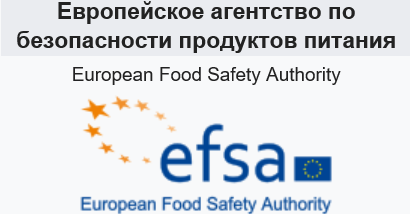 Европейское агентство по
безопасности продуктов питания
European Food Safety Authority
efsa
European Food Safety Authority